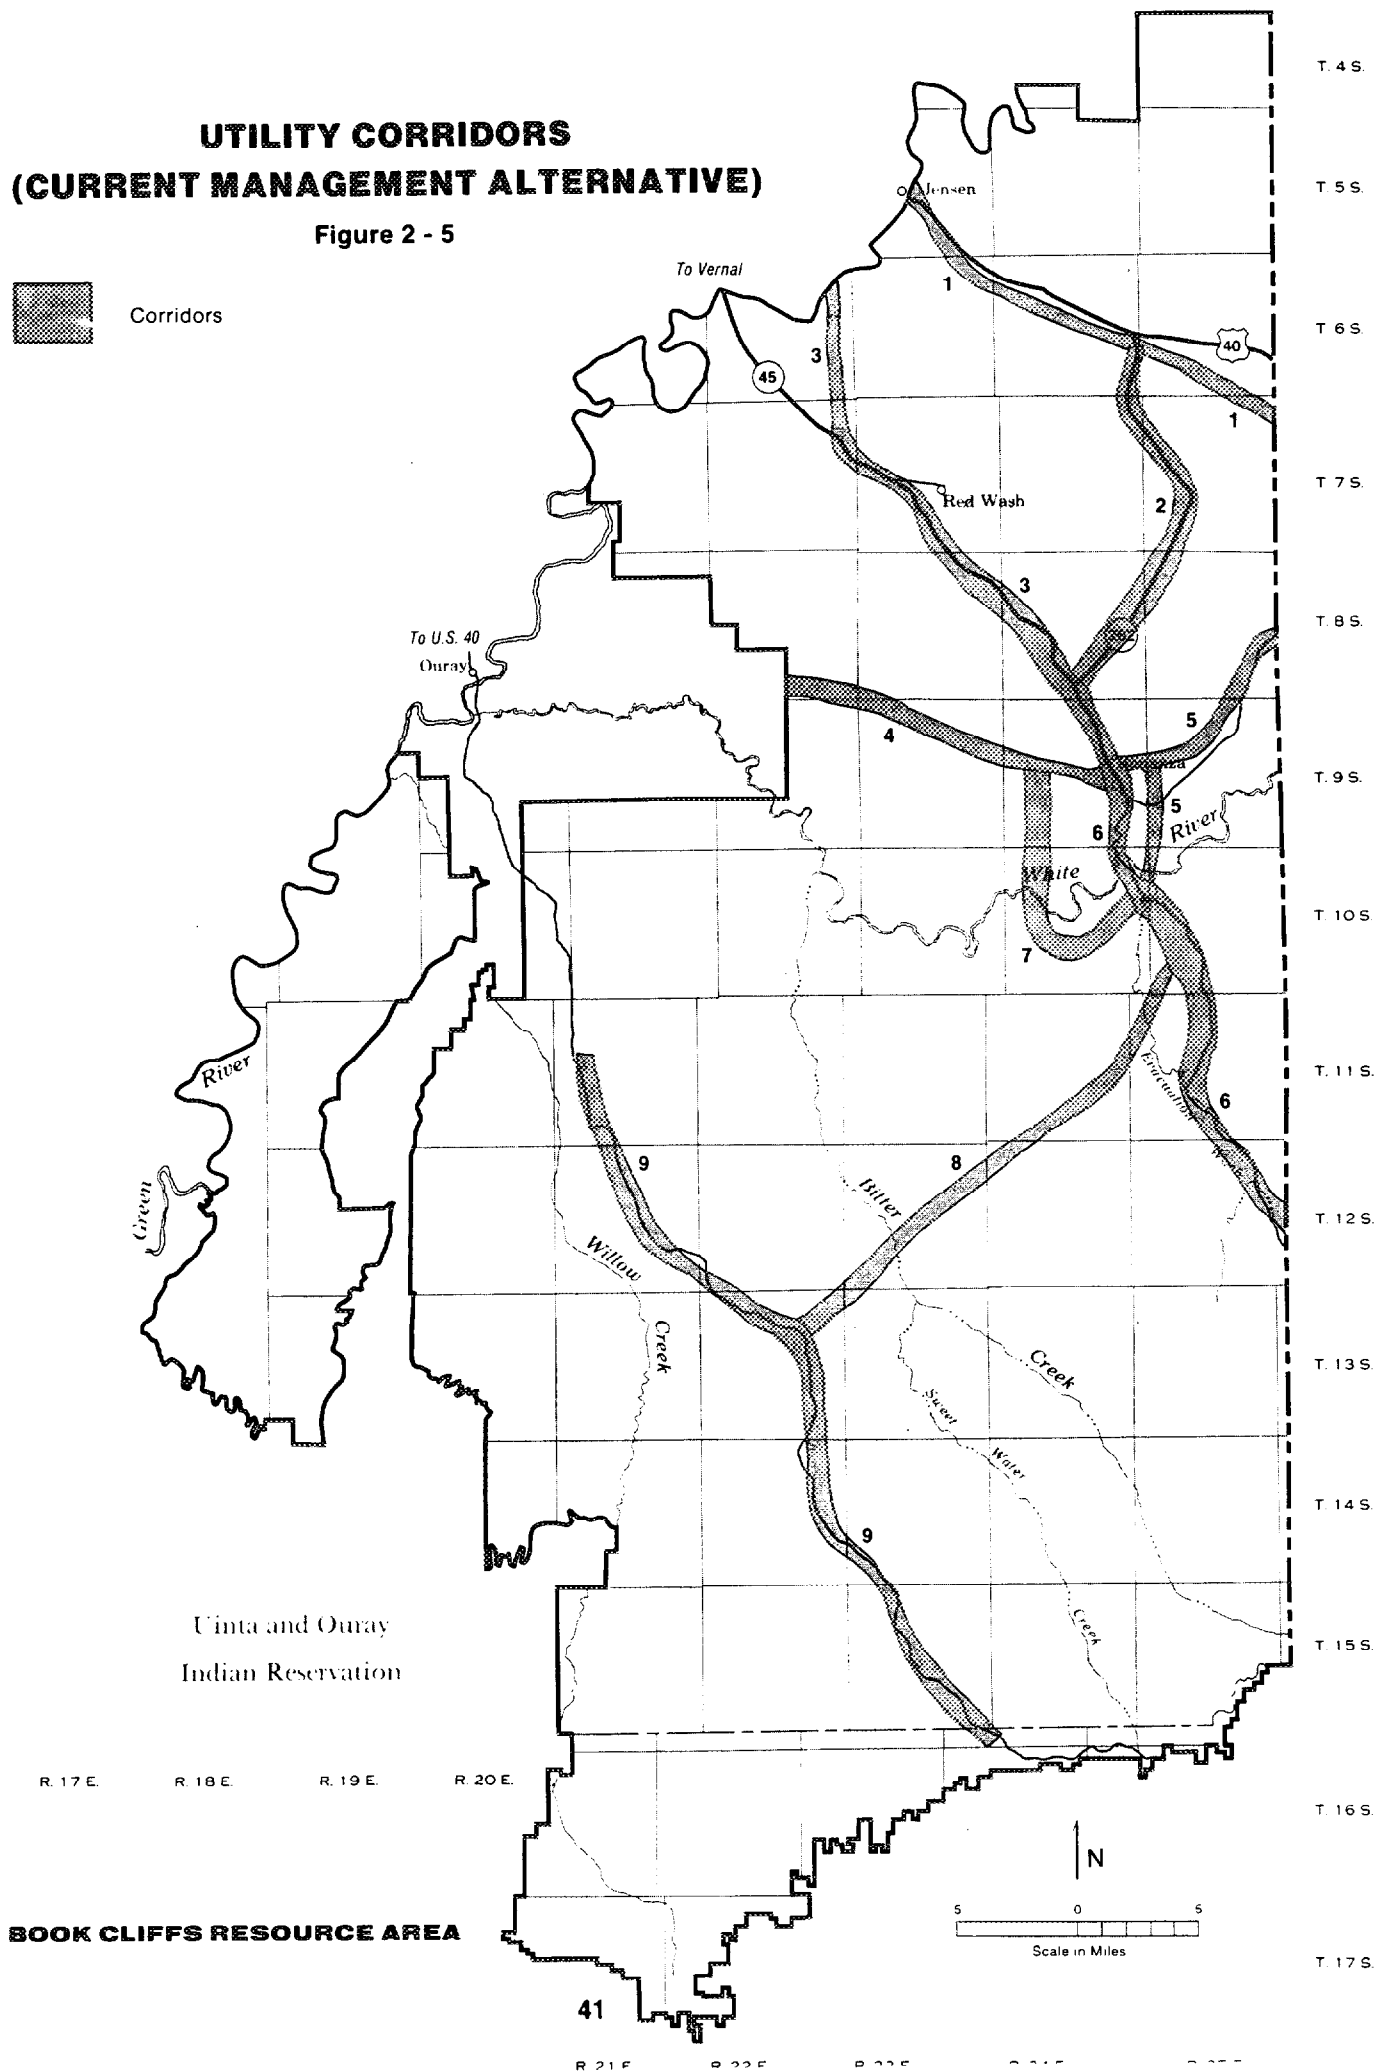 UTILITY CORRIDORS
(CURRENT MANAGEMENT ALTERNATIVE)
Figure 2 - 5
Corridors
T. 4 S.
T. 5 S.
Jensen
To Vernal
1
T 6 S.
40
3
45
1
T 7 S.
Red Wash
2
3
T. 8 S.
To U.S. 40
Ouray
5
4
T. 9 S.
5
River
6
White
T. 10 S.
7
River
T. 11 S.
Evacuation
6
9
8
Green
Bitter
T. 12 S.
Willow
Creek
Creek
T. 13 S.
Sweet
Water
T. 14 S.
9
Creek
Uinta and Ouray
Indian Reservation
T. 15 S.
R. 17 E.
R. 18 E.
R. 19 E.
R. 20 E.
T. 16 S.
N
5 0 5
Scale in Miles
BOOK CLIFFS RESOURCE AREA
T. 17 S.
41
R. 21 E
R. 22 E